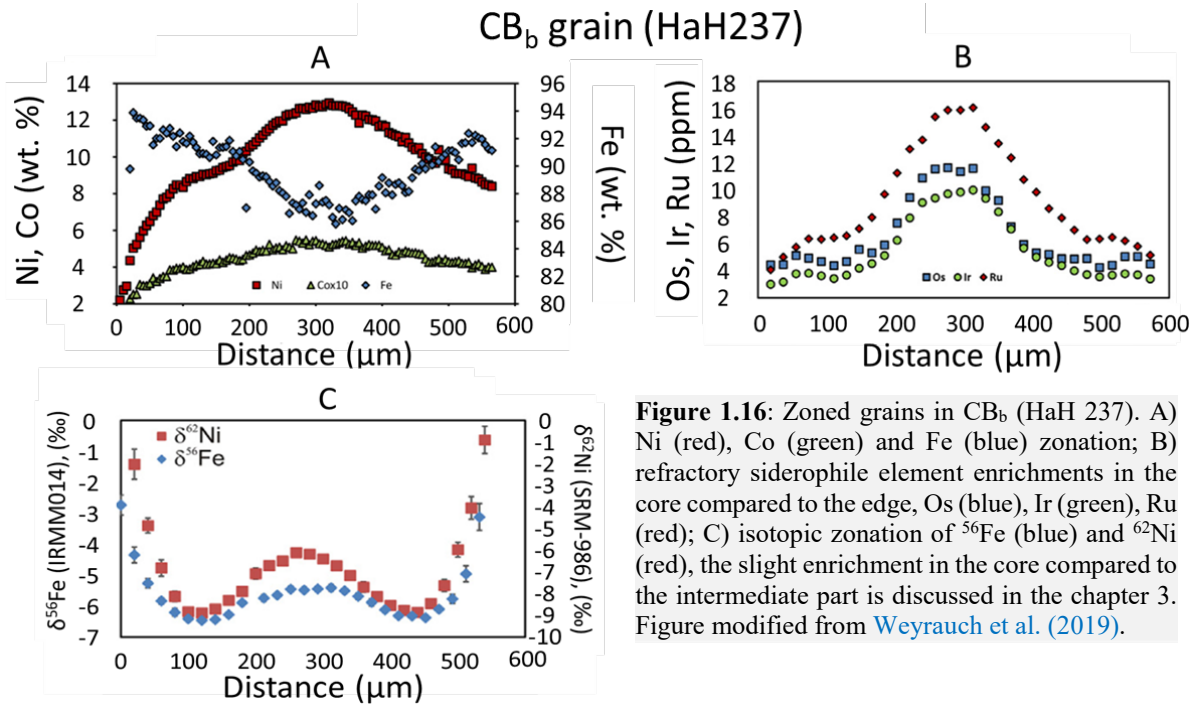 CBb grain (HaH237)
A
14
12
10
8
6
4
2
Ni, Co (wt. %)
96
94
92
90
88
86
84
82
80
Fe (wt. %)
Ni Cox10 Fe
0 100 200 300 400 500 600
Distance (µm)
B
18
16
14
12
10
8
6
4
2
Os, Ir, Ru (ppm)
Os Ir Ru
0 100 200 300 400 500 600
Distance (µm)
C
0
-1
-2
-3
-4
-5
-6
-7
δ56Fe (IRMM014), (‰)
δ62Ni
δ56Fe
0
-1
-2
-3
-4
-5
-6
-7
-8
-9
-10
δ62Ni (SRM-986), (‰)
0 100 200 300 400 500 600
Distance (µm)
Figure 1.16: Zoned grains in CBb (HaH 237). A)
Ni (red), Co (green) and Fe (blue) zonation; B)
refractory siderophile element enrichments in the
core compared to the edge, Os (blue), Ir (green), Ru
(red); C) isotopic zonation of 56Fe (blue) and 62Ni
(red), the slight enrichment in the core compared to
the intermediate part is discussed in the chapter 3.
Figure modified from Weyrauch et al. (2019).